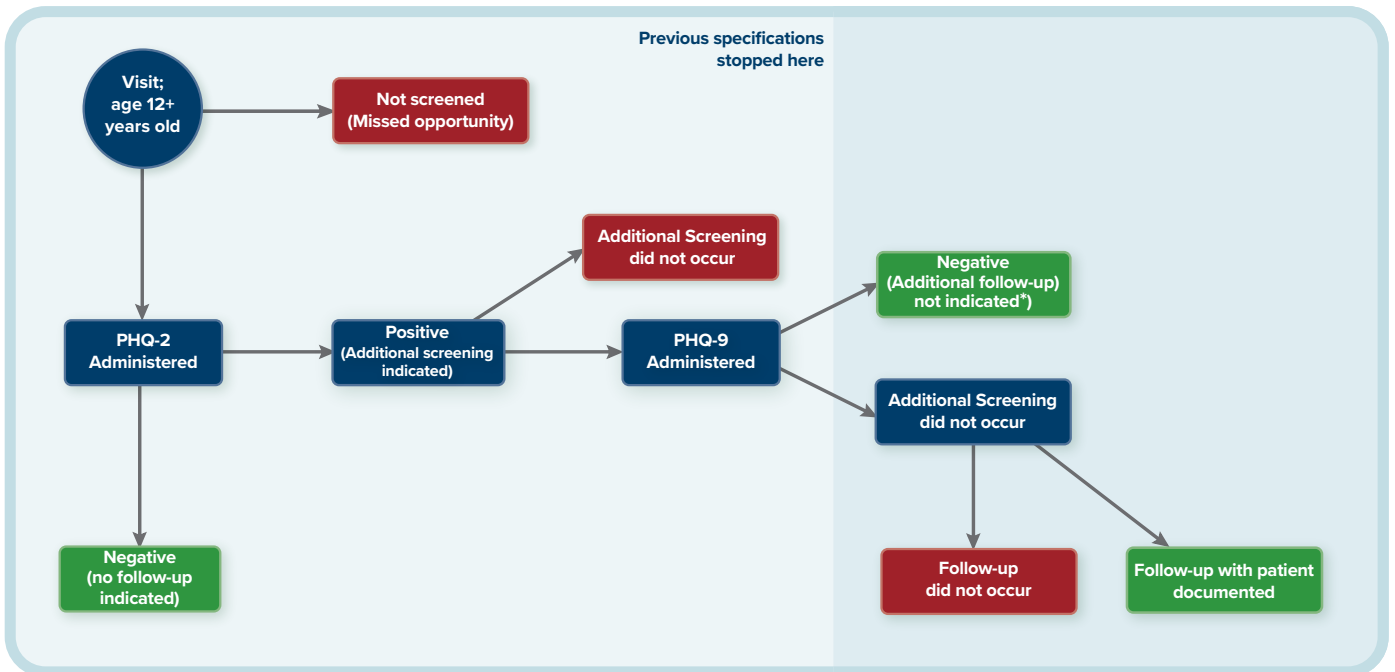 Previous specifications
stopped here
Visit;
age 12+
years old
Not screened
(Missed opportunity)
Additional Screening
did not occur
Negative
(Additional follow-up)
not indicated*)
PHQ-2
Administered
Positive
(Additional screening
indicated)
PHQ-9
Administered
Additional Screening
did not occur
Negative
(no follow-up
indicated)
Follow-up
did not occur
Follow-up with patient
documented